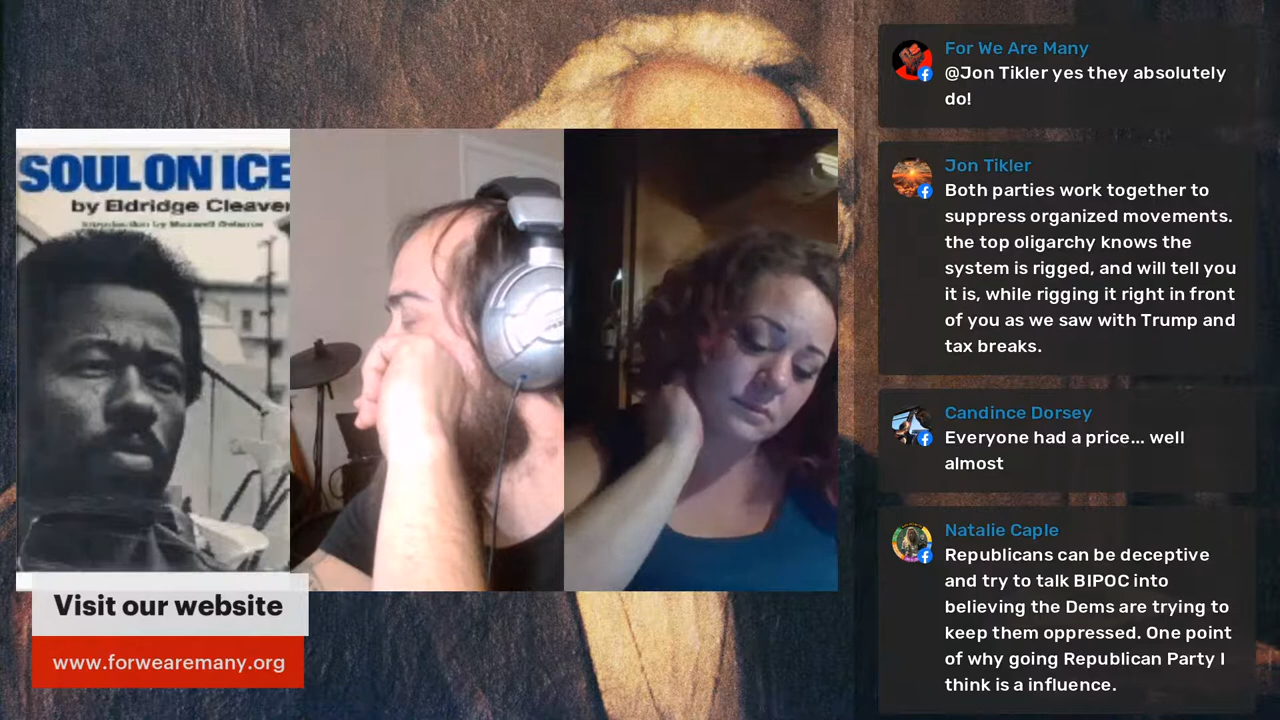 SOUL ON ICE
by Eldridge Cleaver
Introduction by Maxwell Geismar
Visit our website
www.forwearemany.org
For We Are Many
@Jon Tikler yes they absolutely
do!
Jon Tikler
Both parties work together to
suppress organized movements.
the top oligarchy knows the
system is rigged, and will tell you
it is, while rigging it right in front
of you as we saw with Trump and
tax breaks.
Candince Dorsey
Everyone had a price... well
almost
Natalie Caple
Republicans can be deceptive
and try to talk BIPOC into
believing the Dems are trying to
keep them oppressed. One point
of why going Republican Party I
think is a influence.